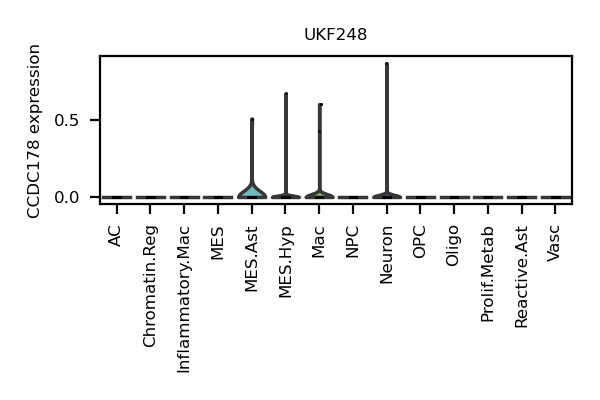 UKF248
CCDC178 expression
0.5
0.0
AC
Chromatin.Reg
Inflammatory.Mac
MES
MES.Ast
MES.Hyp
Mac
NPC
Neuron
OPC
Oligo
Prolif.Metab
Reactive.Ast
Vasc